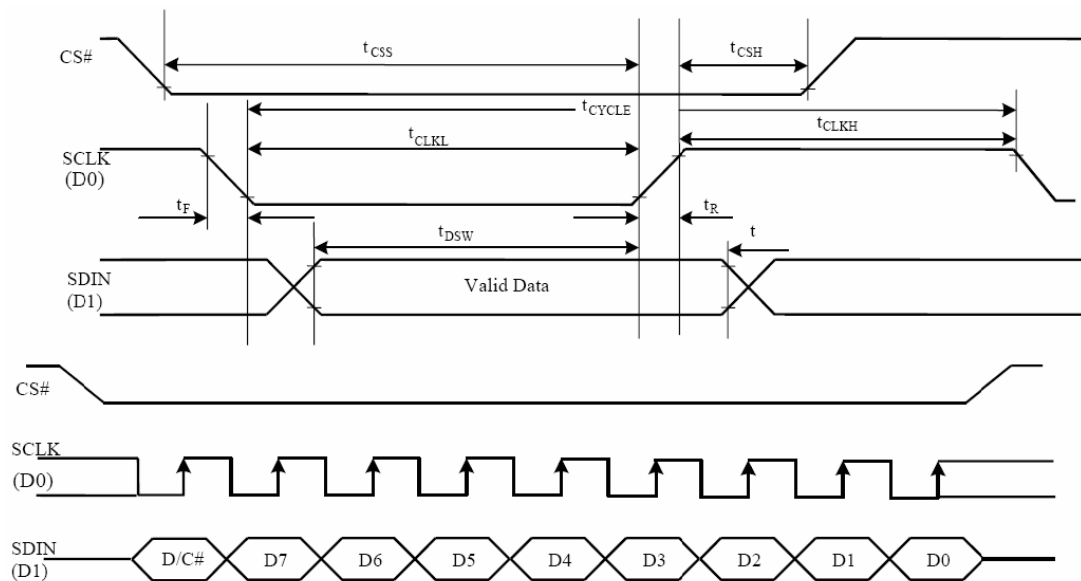 CS#
tCSS
tCSH
tCYCLE
tCLKL
tCLKH
SCLK
(D0)
tF
tR
tDSW
t
SDIN
(D1)
Valid Data
CS#
SCLK
(D0)
SDIN
(D1)
D/C# D7 D6 D5 D4 D3 D2 D1 D0